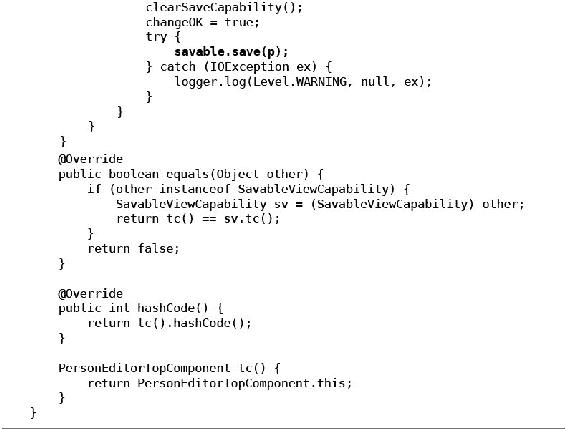 clearSaveCapability();
                changeOK = true;
                try {
                    savable.save(p);
                } catch (IOException ex) {
                    logger.log(Level.WARNING, null, ex);
                }
            }
        }
    }
    @Override
    public boolean equals(Object other) {
        if (other instanceof SavableViewCapability) {
            SavableViewCapability sv = (SavableViewCapability) other;
            return tc() == sv.tc();
        }
        return false;
    }

    @Override
    public int hashCode() {
        return tc().hashCode();
    }

    PersonEditorTopComponent tc() {
        return PersonEditorTopComponent.this;
    }
}